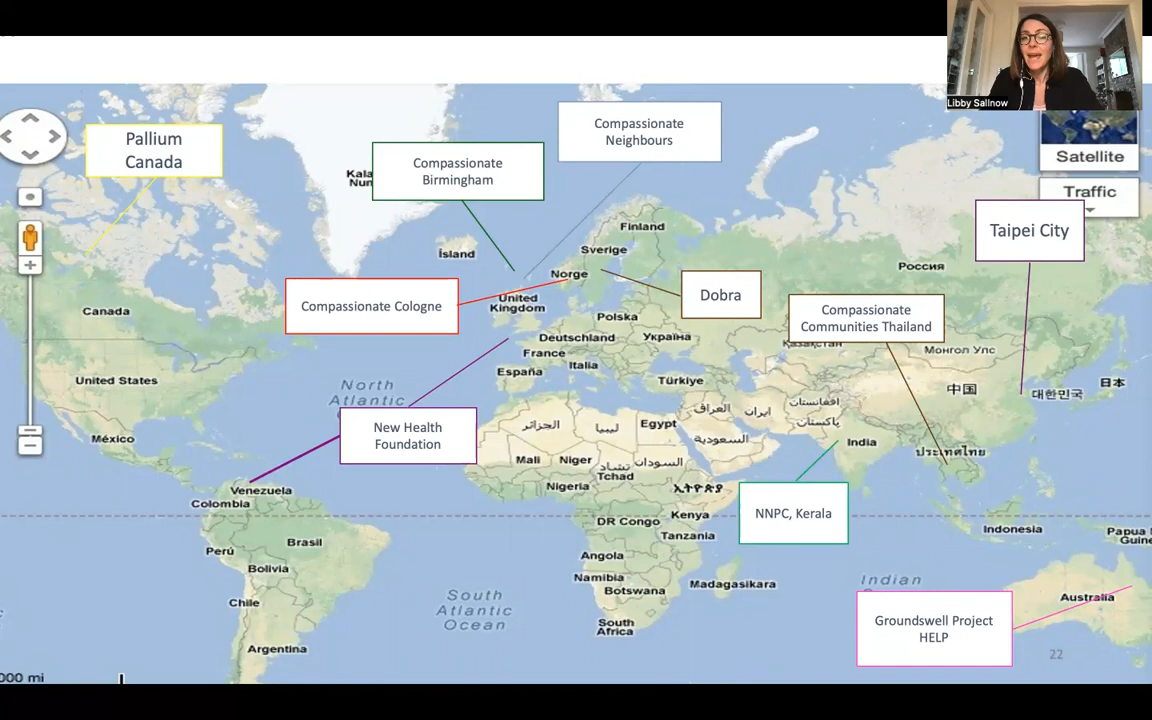 Libby Sallnow
Compassionate
Neighbours
Pallium
Canada
Compassionate
Birmingham
Satellite
Traffic
Taipei City
Kala
Nun
Finland
Sverige
Ísland
Norge
Россия
Compassionate Cologne
United
Kingdom
Dobra
Compassionate
Communities Thailand
Canada
Polska
Deutschland
Україна
Қазақстан
Монгол Улс
France
Italia
España
Türkiye
United States
North
Atlantic
中国
대한민국
日本
افغانستان
العراق
ایران
پاکستان
New Health
Foundation
México
الجزائر
ليبيا
Egypt
السعودية
India
ประเทศไทย
Mali
Niger
تشاد
Tchad
السودان
Nigeria
ኢትዮጵያ
Venezuela
Colombia
NNPC, Kerala
DR Congo
Kenya
Tanzania
Indonesia
Papua
Guine
Perú
Brasil
Bolivia
Angola
Namibia
Botswana
Madagasikara
Indian
Chile
South
Atlantic
Ocean
South
Africa
Australia
Groundswell Project
HELP
Argentina
22
000 mi